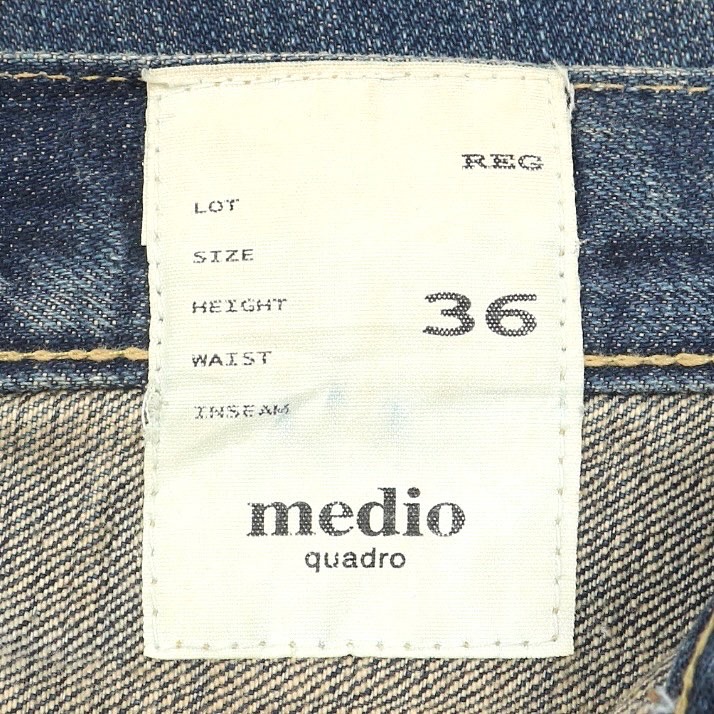 REG
LOT
SIZE
HEIGHT
36
WAIST
INSEAM
medio
quadro